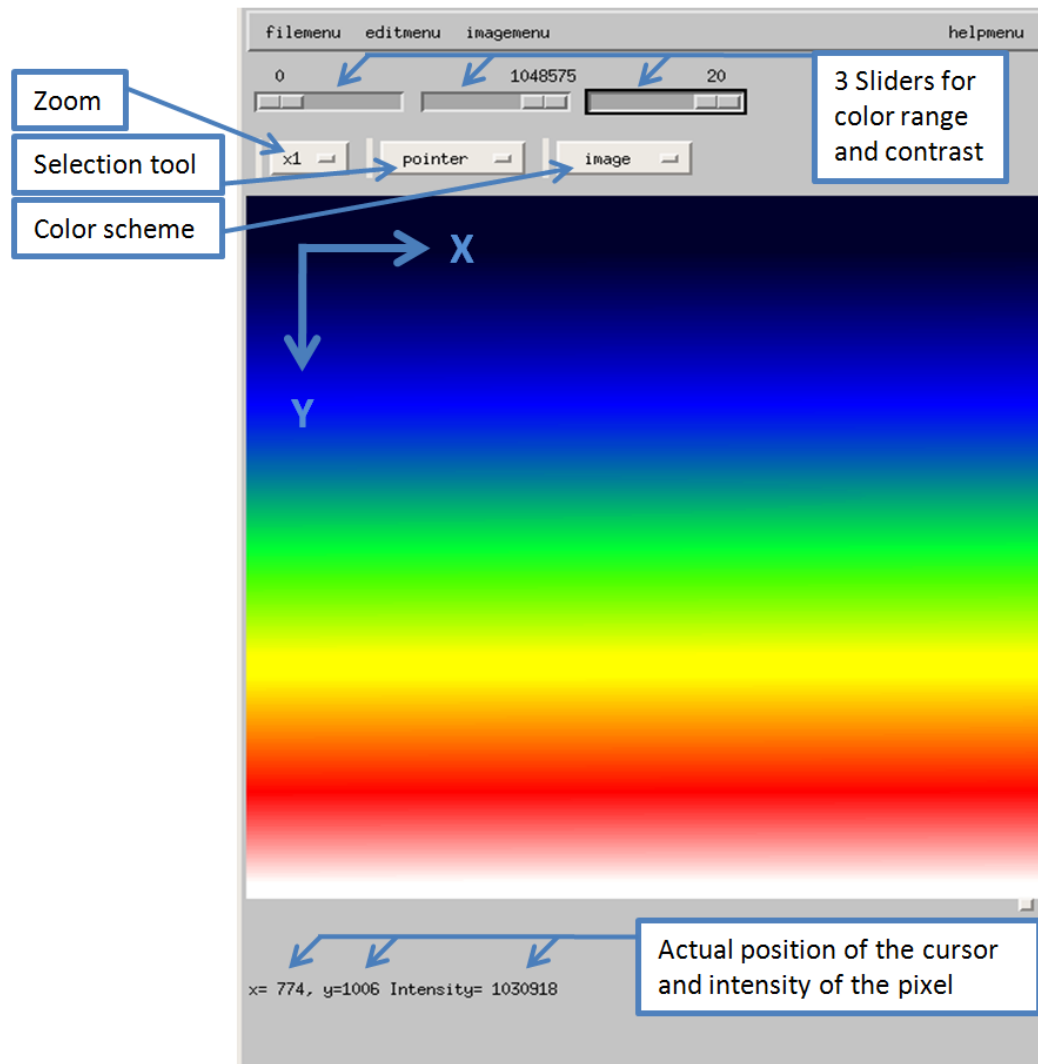 filemenu editmenu imagemenu helpmenu
0 1048575 20
3 Sliders for
color range
and contrast
Zoom
x1 pointer image
Selection tool
Color scheme
X
Y
Actual position of the cursor
and intensity of the pixel
x= 774, y=1006 Intensity= 1030918